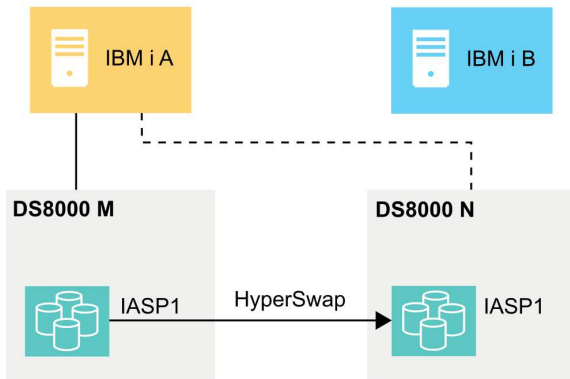 IBM i A
IBM i B
DS8000 M
DS8000 N
IASP1
HyperSwap
IASP1